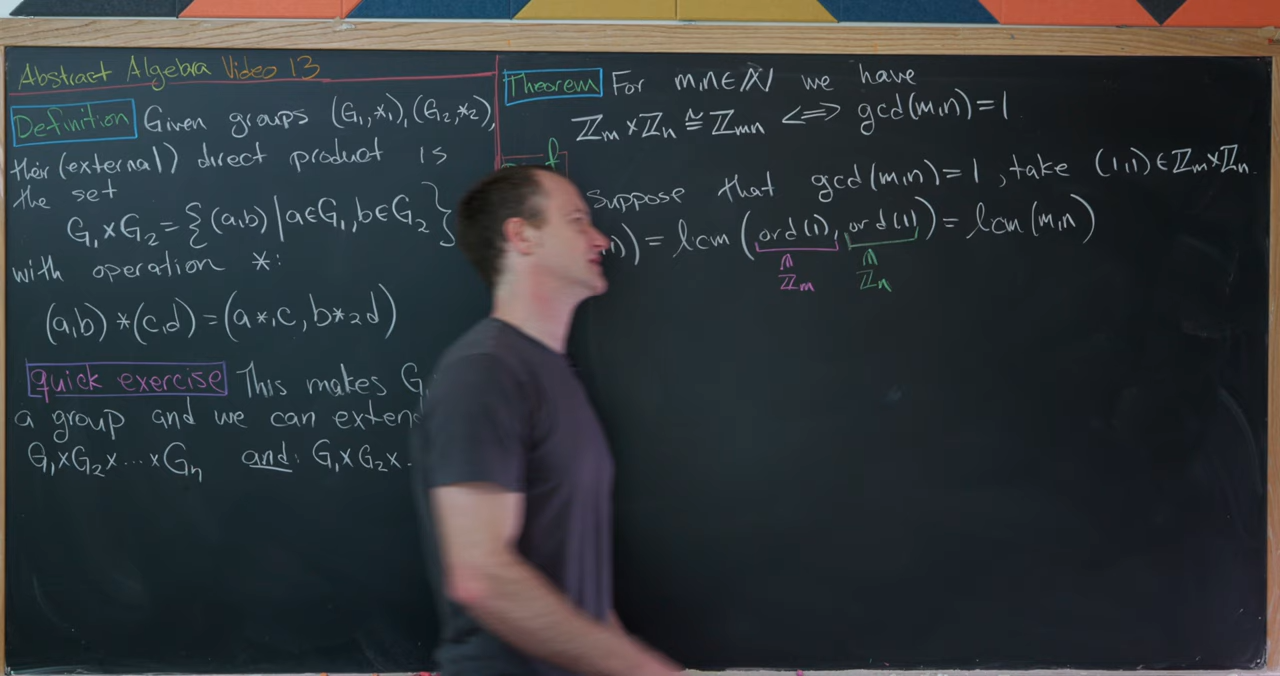 Abstract Algebra Video 13
Definition Given groups (G₁,*₁),(G₂,*₂),
their (external) direct product is
the set
G₁×G₂={(a,b)|a∈G₁,b∈G₂}
with operation *:
(a,b)*(c,d)=(a*₁c, b*₂d)
quick exercise This makes G
a group and we can extend
G₁×G₂×...×Gₙ and: G₁×G₂×
Theorem For m,n∈ℕ we have
ℤₘ×ℤₙ≅ℤₘₙ ⟺ gcd(m,n)=1
suppose that gcd(m,n)=1, take (1,1)∈ℤₘ×ℤₙ.
)) = lcm(ord(1), ord(1)) = lcm(m,n)
∩ ∩
ℤₘ ℤₙ